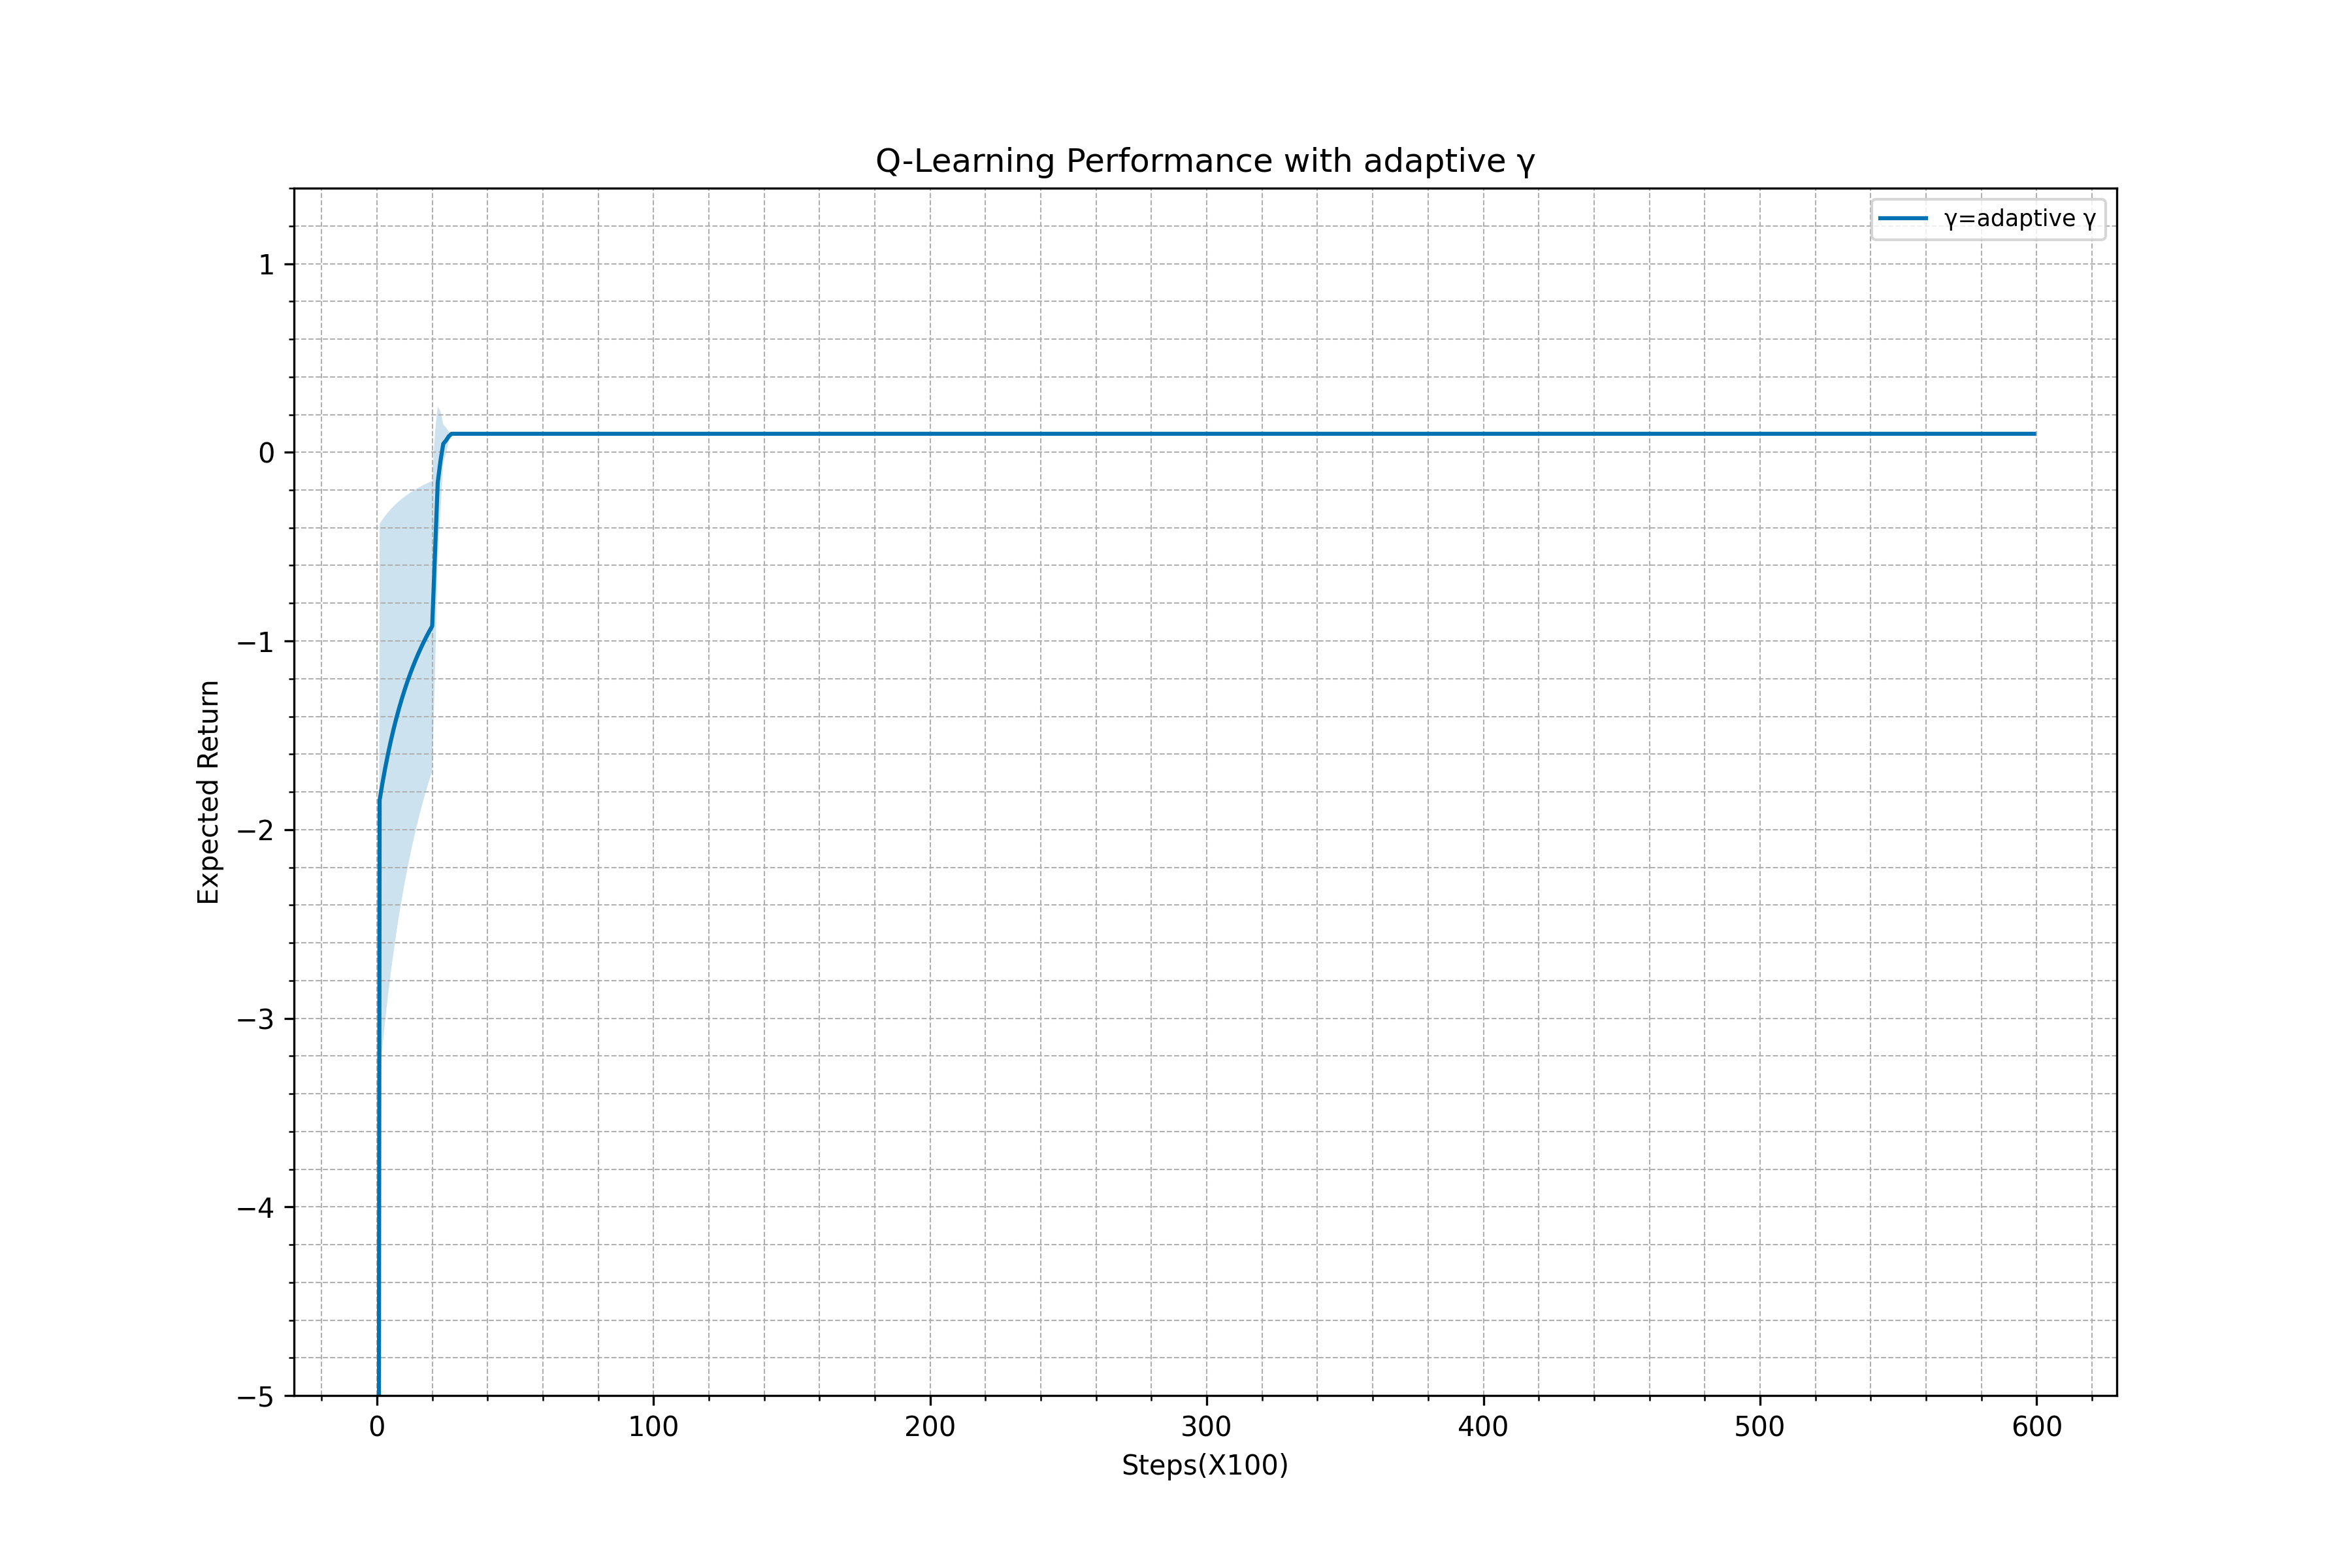 Q-Learning Performance with adaptive γ
γ=adaptive γ
Expected Return
1
0
−1
−2
−3
−4
−5
0 100 200 300 400 500 600
Steps(X100)